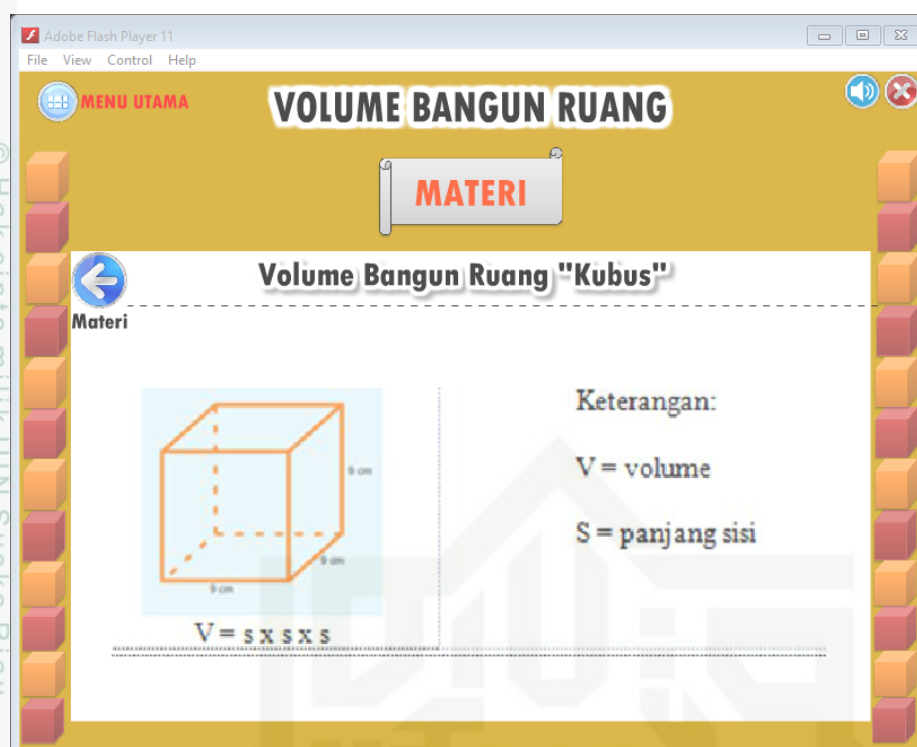 Adobe Flash Player 11
File View Control Help
MENU UTAMA
VOLUME BANGUN RUANG
MATERI
Volume Bangun Ruang "Kubus"
Materi
9 cm
9 cm
9 cm
V = s x s x s
Keterangan:
V = volume
S = panjang sisi